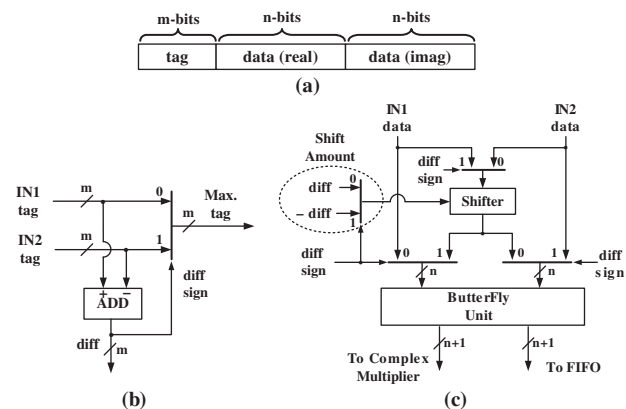 m-bits n-bits n-bits
tag data (real) data (imag)
(a)
IN1 tag
m
0
IN2 tag
m
1
m
Max. tag
+ −
ADD
diff sign
diff
m
(b)
IN1 data
IN2 data
Shift Amount
0
diff
− diff
1
diff sign
diff sign
1 0
Shifter
0 1
0 1
diff sign
n
n
ButterFly Unit
n+1
n+1
To Complex Multiplier
To FIFO
(c)